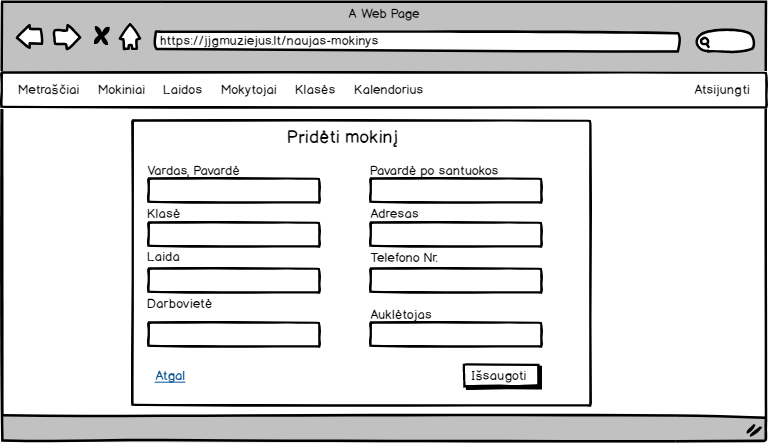 A Web Page
https://jjgmuziejus.lt/naujas-mokinys
Metraščiai Mokiniai Laidos Mokytojai Klasės Kalendorius Atsijungti
Pridėti mokinį
Vardas, Pavardė Pavardė po santuokos
Klasė Adresas
Laida Telefono Nr.
Darbovietė Auklėtojas
Atgal Išsaugoti